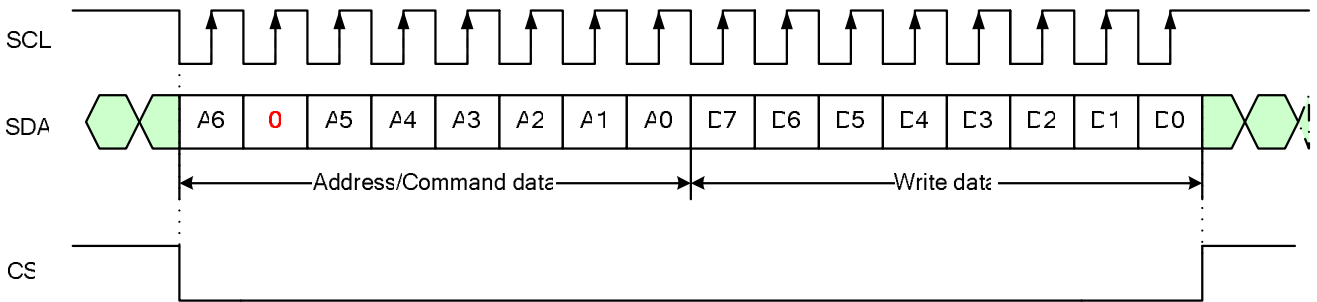 SCL
SDA A6 0 A5 A4 A3 A2 A1 A0 D7 D6 D5 D4 D3 D2 D1 D0
Address/Command data Write data
CS